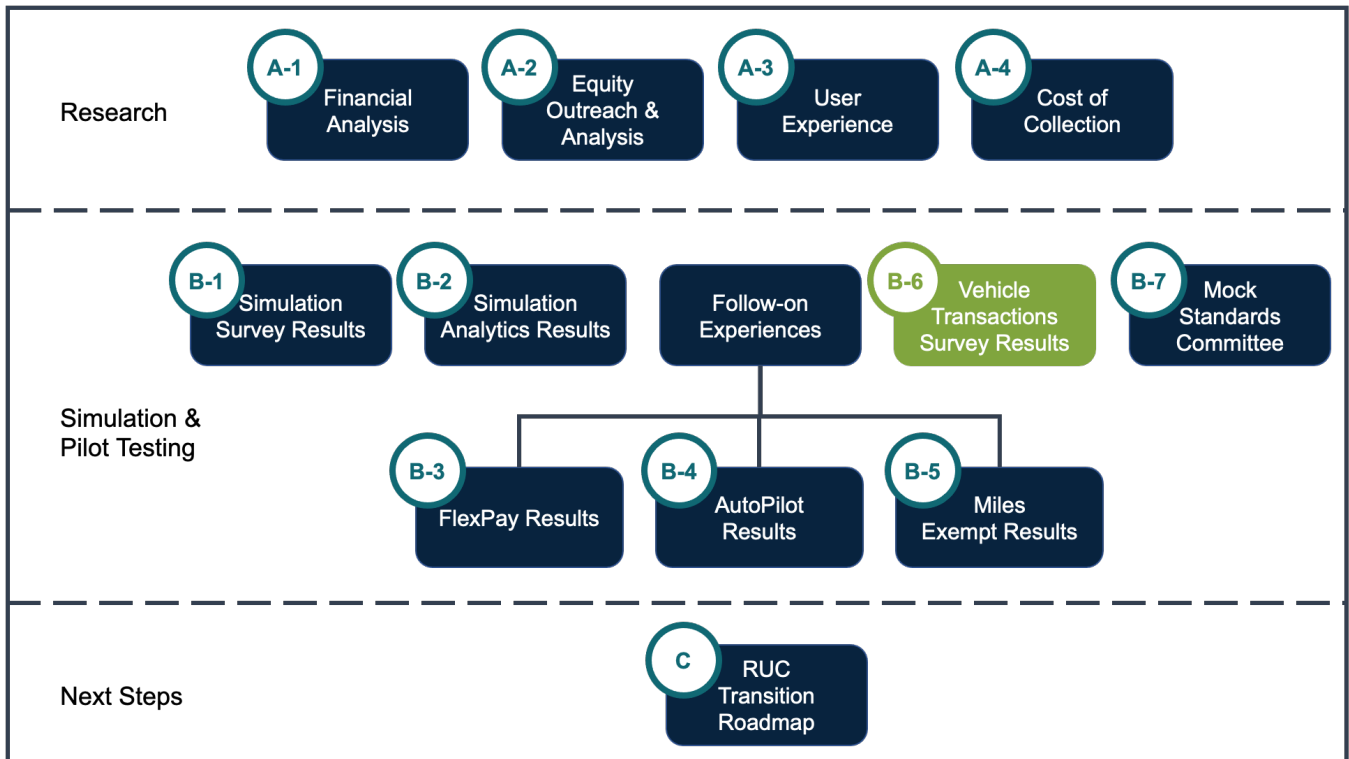 Research
A-1
Financial
Analysis
A-2
Equity
Outreach &
Analysis
A-3
User
Experience
A-4
Cost of
Collection
Simulation &
Pilot Testing
B-1
Simulation
Survey Results
B-2
Simulation
Analytics Results
Follow-on
Experiences
B-6
Vehicle
Transactions
Survey Results
B-7
Mock
Standards
Committee
B-3
FlexPay Results
B-4
AutoPilot
Results
B-5
Miles
Exempt Results
Next Steps
C
RUC
Transition
Roadmap